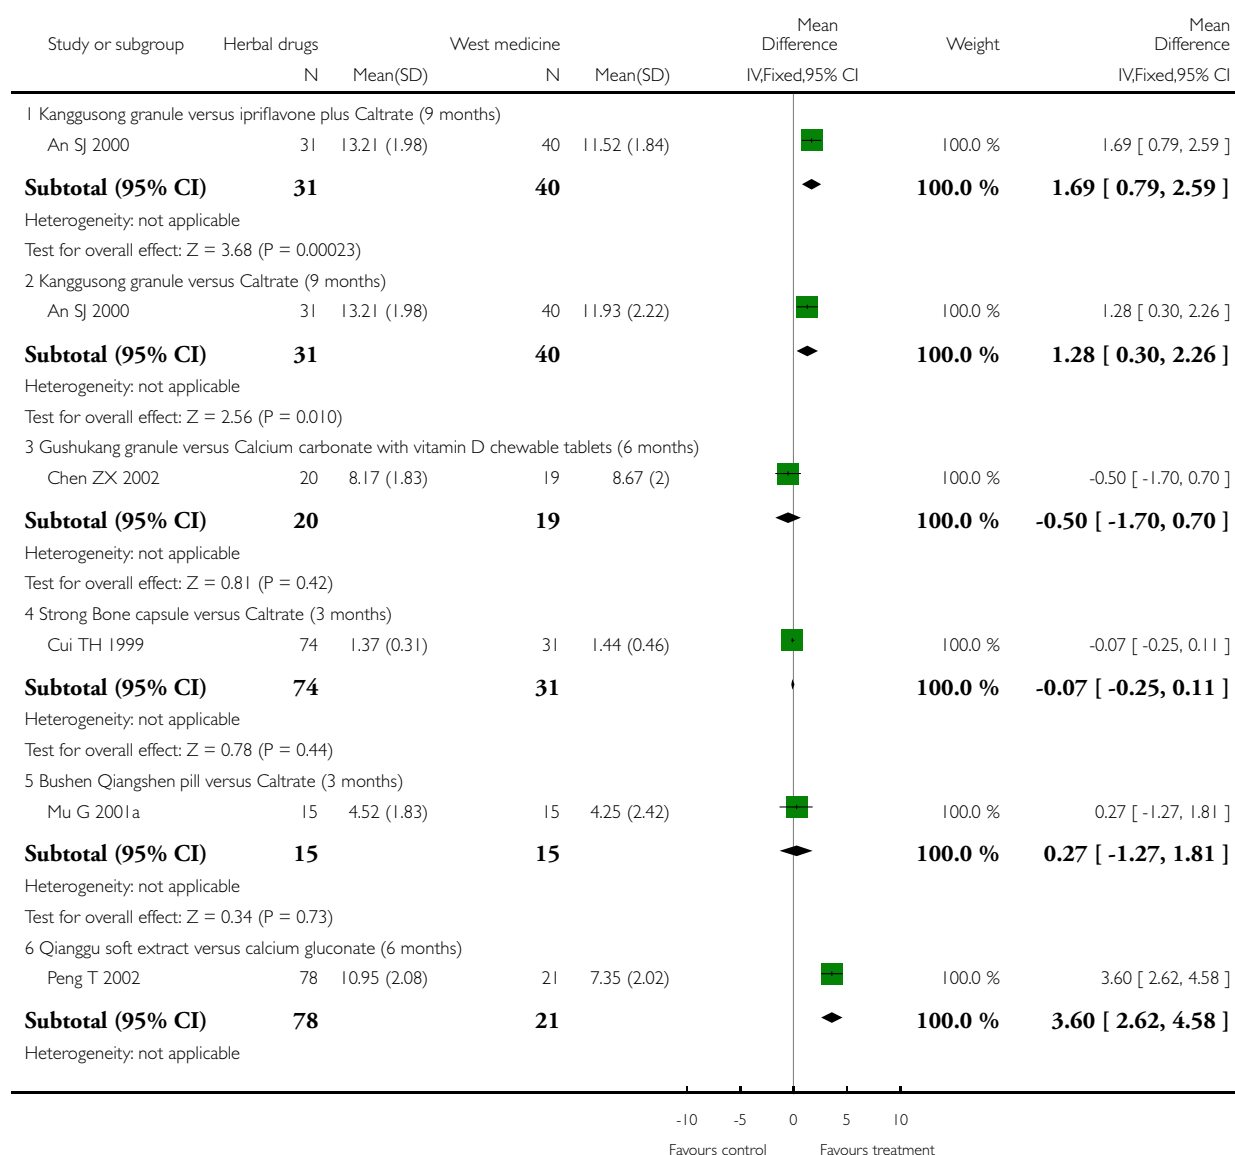 Study or subgroup Herbal drugs West medicine Mean Difference Weight Mean Difference
N Mean(SD) N Mean(SD) IV,Fixed,95% CI IV,Fixed,95% CI
1 Kanggusong granule versus ipriflavone plus Caltrate (9 months)
An SJ 2000 31 13.21 (1.98) 40 11.52 (1.84) 100.0 % 1.69 [ 0.79, 2.59 ]
Subtotal (95% CI) 31 40 100.0 % 1.69 [ 0.79, 2.59 ]
Heterogeneity: not applicable
Test for overall effect: Z = 3.68 (P = 0.00023)
2 Kanggusong granule versus Caltrate (9 months)
An SJ 2000 31 13.21 (1.98) 40 11.93 (2.22) 100.0 % 1.28 [ 0.30, 2.26 ]
Subtotal (95% CI) 31 40 100.0 % 1.28 [ 0.30, 2.26 ]
Heterogeneity: not applicable
Test for overall effect: Z = 2.56 (P = 0.010)
3 Gushukang granule versus Calcium carbonate with vitamin D chewable tablets (6 months)
Chen ZX 2002 20 8.17 (1.83) 19 8.67 (2) 100.0 % -0.50 [ -1.70, 0.70 ]
Subtotal (95% CI) 20 19 100.0 % -0.50 [ -1.70, 0.70 ]
Heterogeneity: not applicable
Test for overall effect: Z = 0.81 (P = 0.42)
4 Strong Bone capsule versus Caltrate (3 months)
Cui TH 1999 74 1.37 (0.31) 31 1.44 (0.46) 100.0 % -0.07 [ -0.25, 0.11 ]
Subtotal (95% CI) 74 31 100.0 % -0.07 [ -0.25, 0.11 ]
Heterogeneity: not applicable
Test for overall effect: Z = 0.78 (P = 0.44)
5 Bushen Qiangshen pill versus Caltrate (3 months)
Mu G 2001a 15 4.52 (1.83) 15 4.25 (2.42) 100.0 % 0.27 [ -1.27, 1.81 ]
Subtotal (95% CI) 15 15 100.0 % 0.27 [ -1.27, 1.81 ]
Heterogeneity: not applicable
Test for overall effect: Z = 0.34 (P = 0.73)
6 Qianggu soft extract versus calcium gluconate (6 months)
Peng T 2002 78 10.95 (2.08) 21 7.35 (2.02) 100.0 % 3.60 [ 2.62, 4.58 ]
Subtotal (95% CI) 78 21 100.0 % 3.60 [ 2.62, 4.58 ]
Heterogeneity: not applicable
-10 -5 0 5 10
Favours control Favours treatment